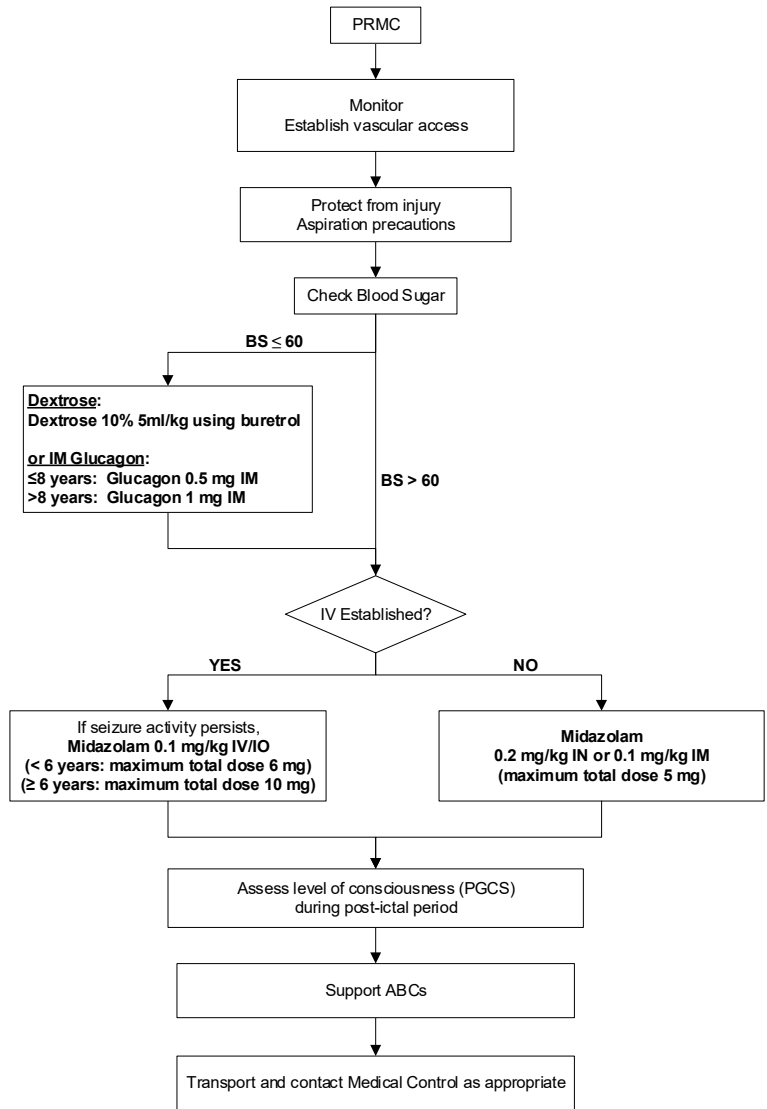 PRMC
Monitor
Establish vascular access
Protect from injury
Aspiration precautions
Check Blood Sugar
BS ≤ 60
Dextrose:
Dextrose 10% 5ml/kg using buretrol
or IM Glucagon:
≤8 years: Glucagon 0.5 mg IM
>8 years: Glucagon 1 mg IM
BS > 60
IV Established?
YES
NO
If seizure activity persists,
Midazolam 0.1 mg/kg IV/IO
(< 6 years: maximum total dose 6 mg)
(≥ 6 years: maximum total dose 10 mg)
Midazolam
0.2 mg/kg IN or 0.1 mg/kg IM
(maximum total dose 5 mg)
Assess level of consciousness (PGCS)
during post-ictal period
Support ABCs
Transport and contact Medical Control as appropriate